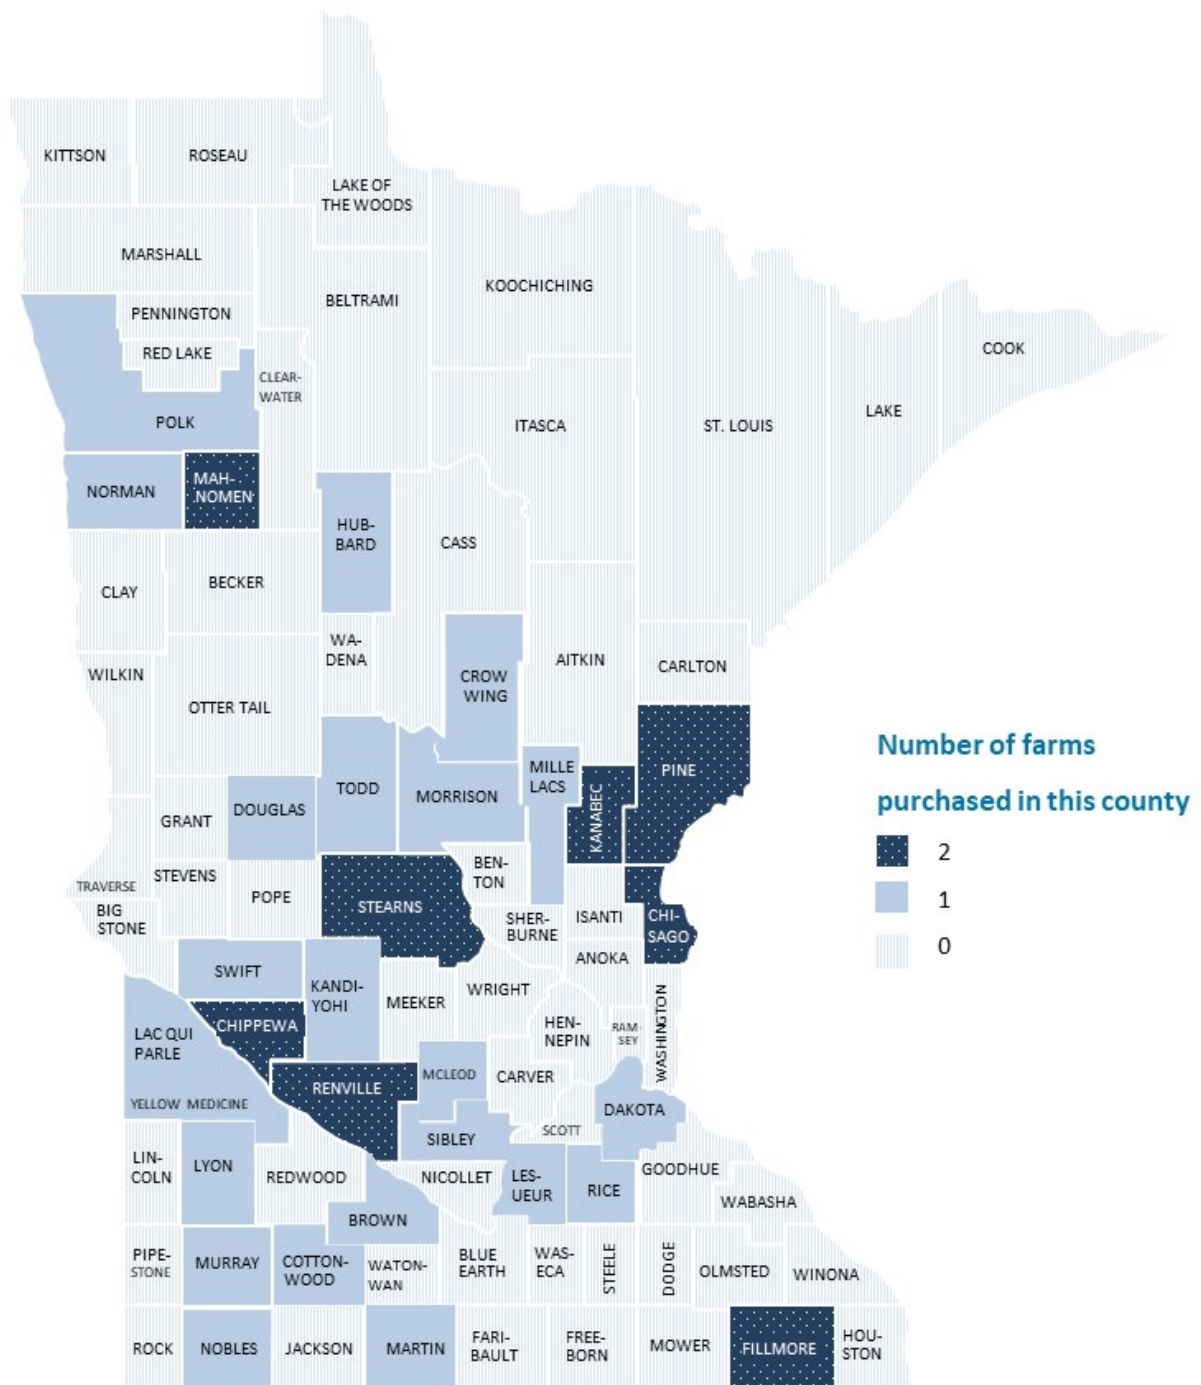 KITTSON
ROSEAU
LAKE OF
THE WOODS
MARSHALL
KOOCHICHING
BELTRAMI
PENNINGTON
COOK
RED LAKE
CLEAR-
WATER
LAKE
POLK
ITASCA
ST. LOUIS
NORMAN
MAH-
NOMEN
HUB-
BARD
CASS
CLAY
BECKER
WA-
DENA
AITKIN
CARLTON
WILKIN
CROW
WING
OTTER TAIL
Number of farms
purchased in this county
2
1
0
MILLE
LACS
PINE
TODD
MORRISON
DOUGLAS
GRANT
KANABEC
BEN-
TON
STEVENS
TRAVERSE
POPE
STEARNS
BIG
STONE
SHER-
BURNE
ISANTI
CHI-
SAGO
ANOKA
SWIFT
KANDI-
YOHI
MEEKER
WRIGHT
HEN-
NEPIN
RAM-
SEY
WASHINGTON
CHIPPEWA
LAC QUI
PARLE
RENVILLE
MCLEOD
CARVER
YELLOW MEDICINE
DAKOTA
SCOTT
SIBLEY
LIN-
COLN
LYON
REDWOOD
NICOLLET
LES-
UEUR
RICE
GOODHUE
WABASHA
BROWN
PIPE-
STONE
MURRAY
COTTON-
WOOD
WATON-
WAN
BLUE
EARTH
WAS-
ECA
STEELE
DODGE
OLMSTED
WINONA
ROCK
NOBLES
JACKSON
MARTIN
FARI-
BAULT
FREE-
BORN
MOWER
FILLMORE
HOU-
STON